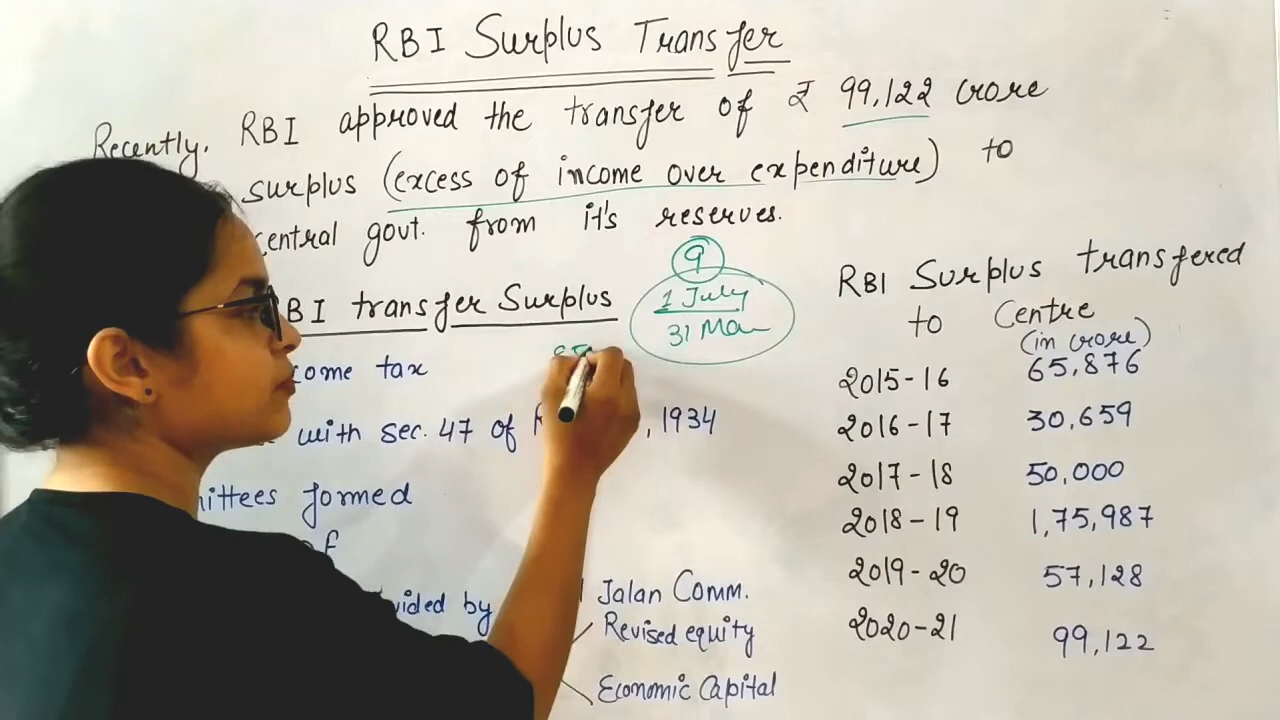 RBI Surplus Transfer
Recently, RBI approved the transfer of ₹ 99,122 crore
surplus (excess of income over expenditure) to
central govt. from it's reserves.
RBI transfer Surplus
9
1 July
31 Mar
come tax
with sec. 47 of , 1934
mittees formed
of
vided by Jalan Comm.
Revised equity
Economic Capital
RBI Surplus transfered
to Centre
(in crore)
2015-16 65,876
2016-17 30,659
2017-18 50,000
2018-19 1,75,987
2019-20 57,128
2020-21 99,122